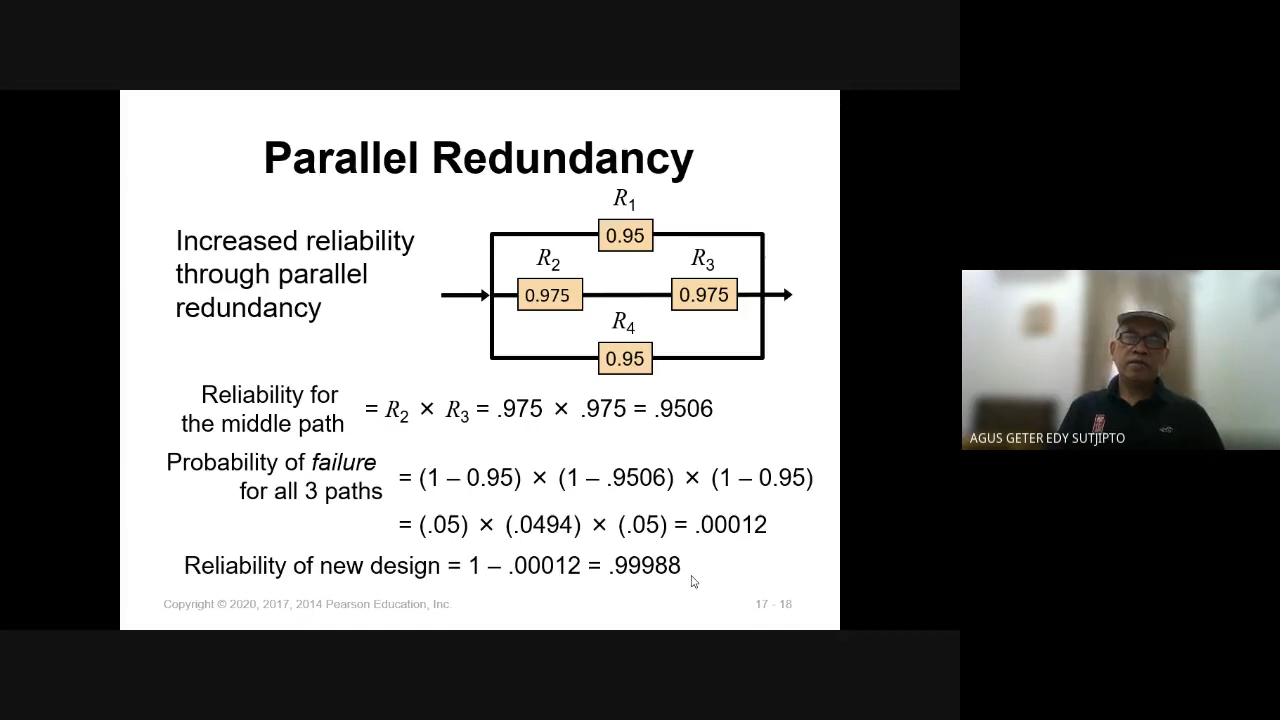 Parallel Redundancy
Increased reliability
through parallel
redundancy
R1
0.95
R2
R3
0.975
0.975
R4
0.95
Reliability for
the middle path
= R2 × R3 = .975 × .975 = .9506
Probability of failure
for all 3 paths
= (1 – 0.95) × (1 – .9506) × (1 – 0.95)
= (.05) × (.0494) × (.05) = .00012
Reliability of new design = 1 – .00012 = .99988
Copyright © 2020, 2017, 2014 Pearson Education, Inc.
17 - 18
AGUS GETER EDY SUTJIPTO